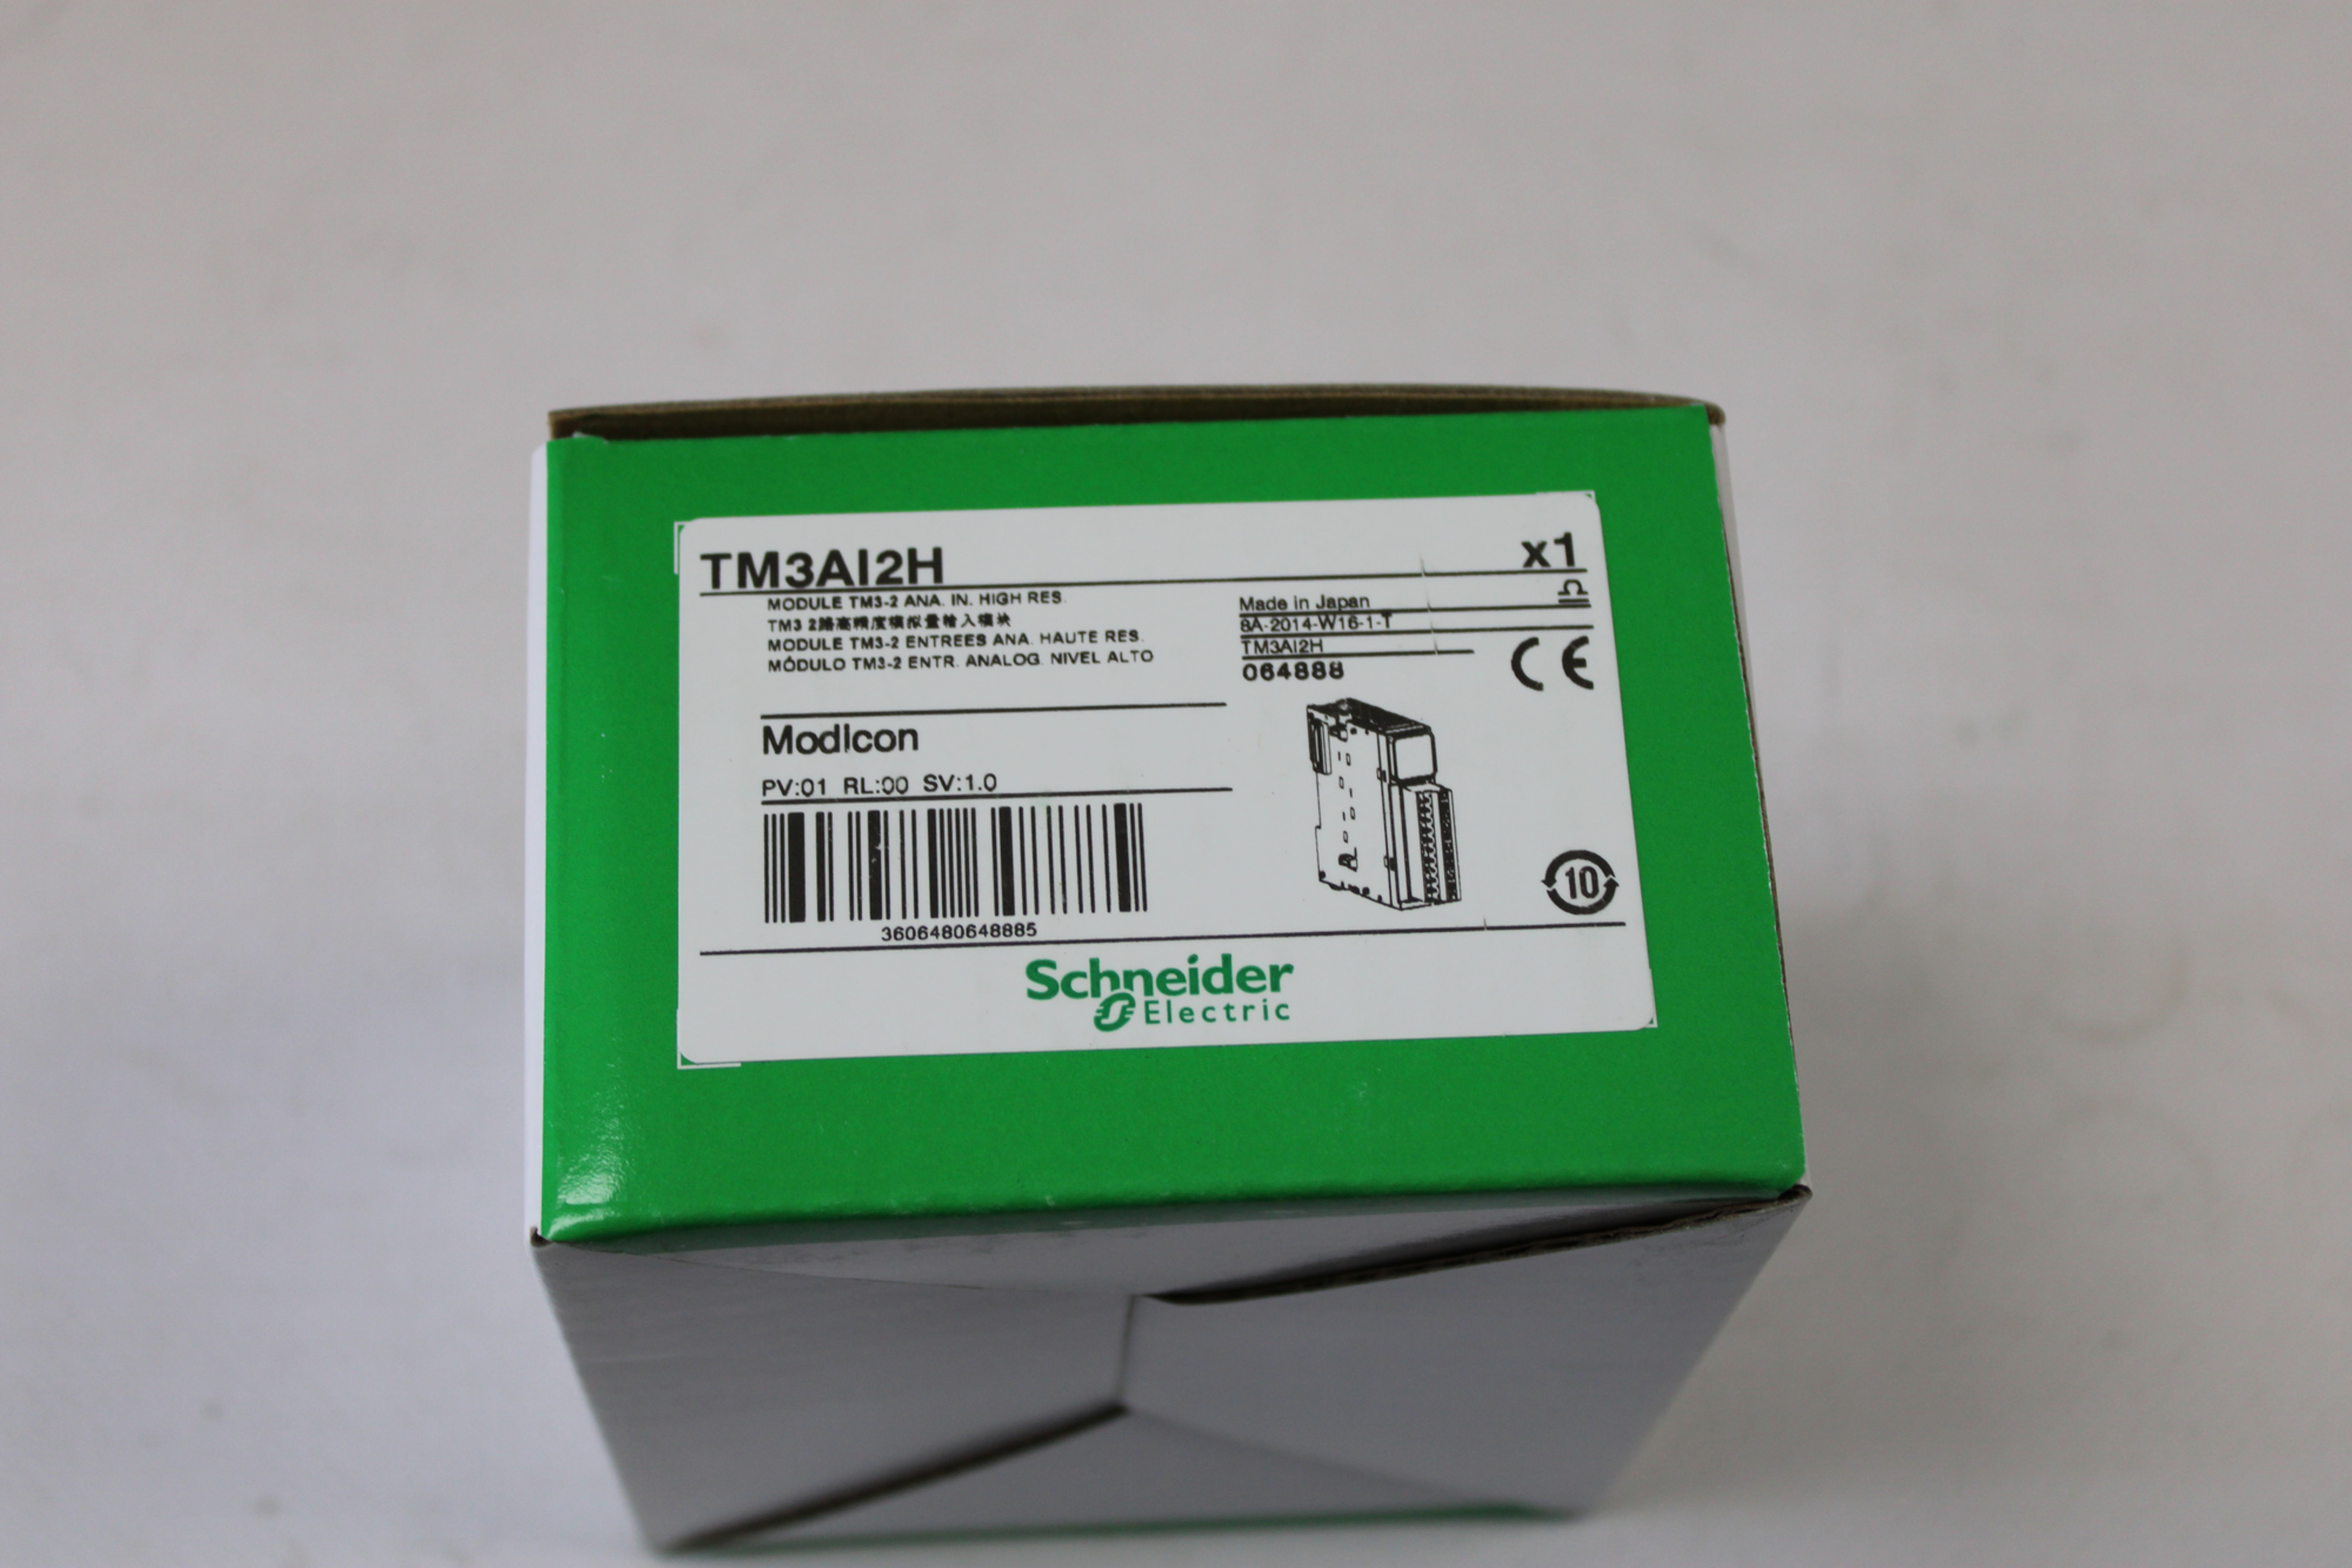 TM3AI2H
x1
MODULE TM3-2 ANA. IN. HIGH RES.
TM3 2路高精度模拟量输入模块
MODULE TM3-2 ENTREES ANA. HAUTE RES.
MÓDULO TM3-2 ENTR. ANALOG. NIVEL ALTO
Made in Japan
8A-2014-W16-1-T
TM3AI2H
064888
CE
Modicon
PV:01 RL:00 SV:1.0
3606480648885
10
Schneider
Electric